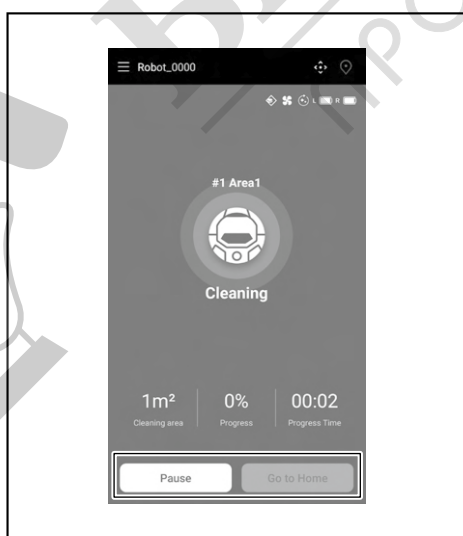 Robot_0000
L R
#1 Area1
Cleaning
1m² 0% 00:02
Cleaning area Progress Progress Time
Pause Go to Home